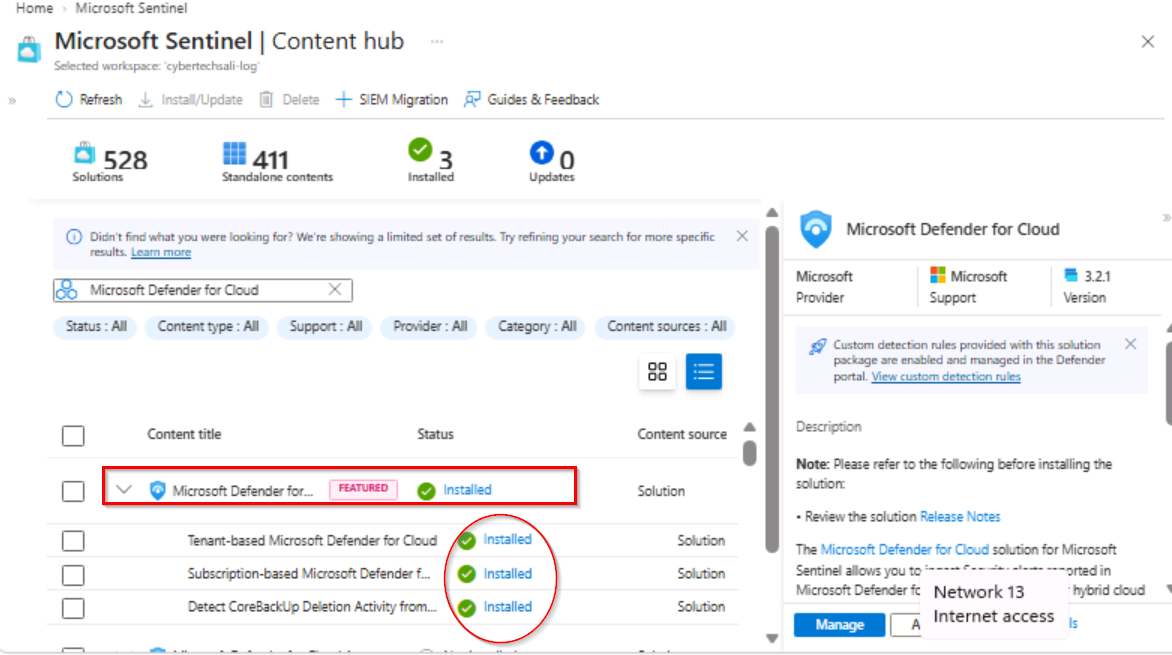 Home › Microsoft Sentinel
Microsoft Sentinel | Content hub ...
Selected workspace: 'cybertechsali-log'
» Refresh Install/Update Delete + SIEM Migration Guides & Feedback
528 Solutions
411 Standalone contents
3 Installed
0 Updates
Didn't find what you were looking for? We're showing a limited set of results. Try refining your search for more specific
results. Learn more
Microsoft Defender for Cloud
Status : All Content type : All Support : All Provider : All Category : All Content sources : All
Content title Status Content source
Microsoft Defender for... FEATURED Installed Solution
Tenant-based Microsoft Defender for Cloud Installed Solution
Subscription-based Microsoft Defender f... Installed Solution
Detect CoreBackUp Deletion Activity from... Installed Solution
Microsoft Defender for Cloud
Microsoft Provider
Microsoft Support
3.2.1 Version
Custom detection rules provided with this solution
package are enabled and managed in the Defender
portal. View custom detection rules
Description
Note: Please refer to the following before installing the
solution:
• Review the solution Release Notes
The Microsoft Defender for Cloud solution for Microsoft
Sentinel allows you to ingest Security alerts reported in
Microsoft Defender hybrid cloud
Network 13
Internet access
Manage